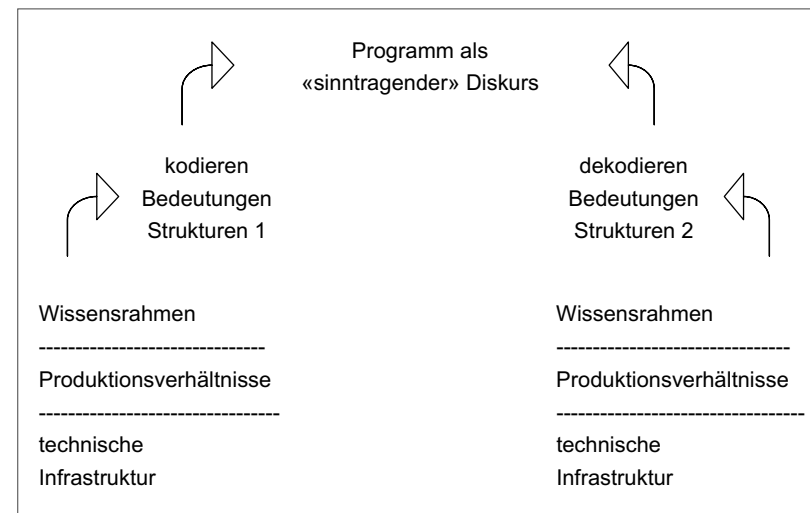 Programm als
«sinntragender» Diskurs
kodieren
Bedeutungen
Strukturen 1
dekodieren
Bedeutungen
Strukturen 2
Wissensrahmen
-------------------------------
Produktionsverhältnisse
---------------------------------
technische
Infrastruktur
Wissensrahmen
--------------------------------
Produktionsverhältnisse
----------------------------------
technische
Infrastruktur